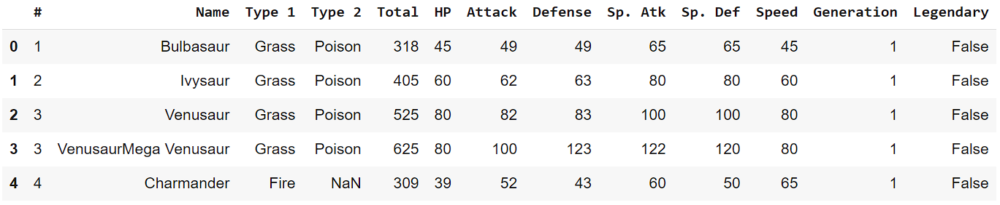 # Name Type 1 Type 2 Total HP Attack Defense Sp. Atk Sp. Def Speed Generation Legendary
0 1 Bulbasaur Grass Poison 318 45 49 49 65 65 45 1 False
1 2 Ivysaur Grass Poison 405 60 62 63 80 80 60 1 False
2 3 Venusaur Grass Poison 525 80 82 83 100 100 80 1 False
3 3 VenusaurMega Venusaur Grass Poison 625 80 100 123 122 120 80 1 False
4 4 Charmander Fire NaN 309 39 52 43 60 50 65 1 False